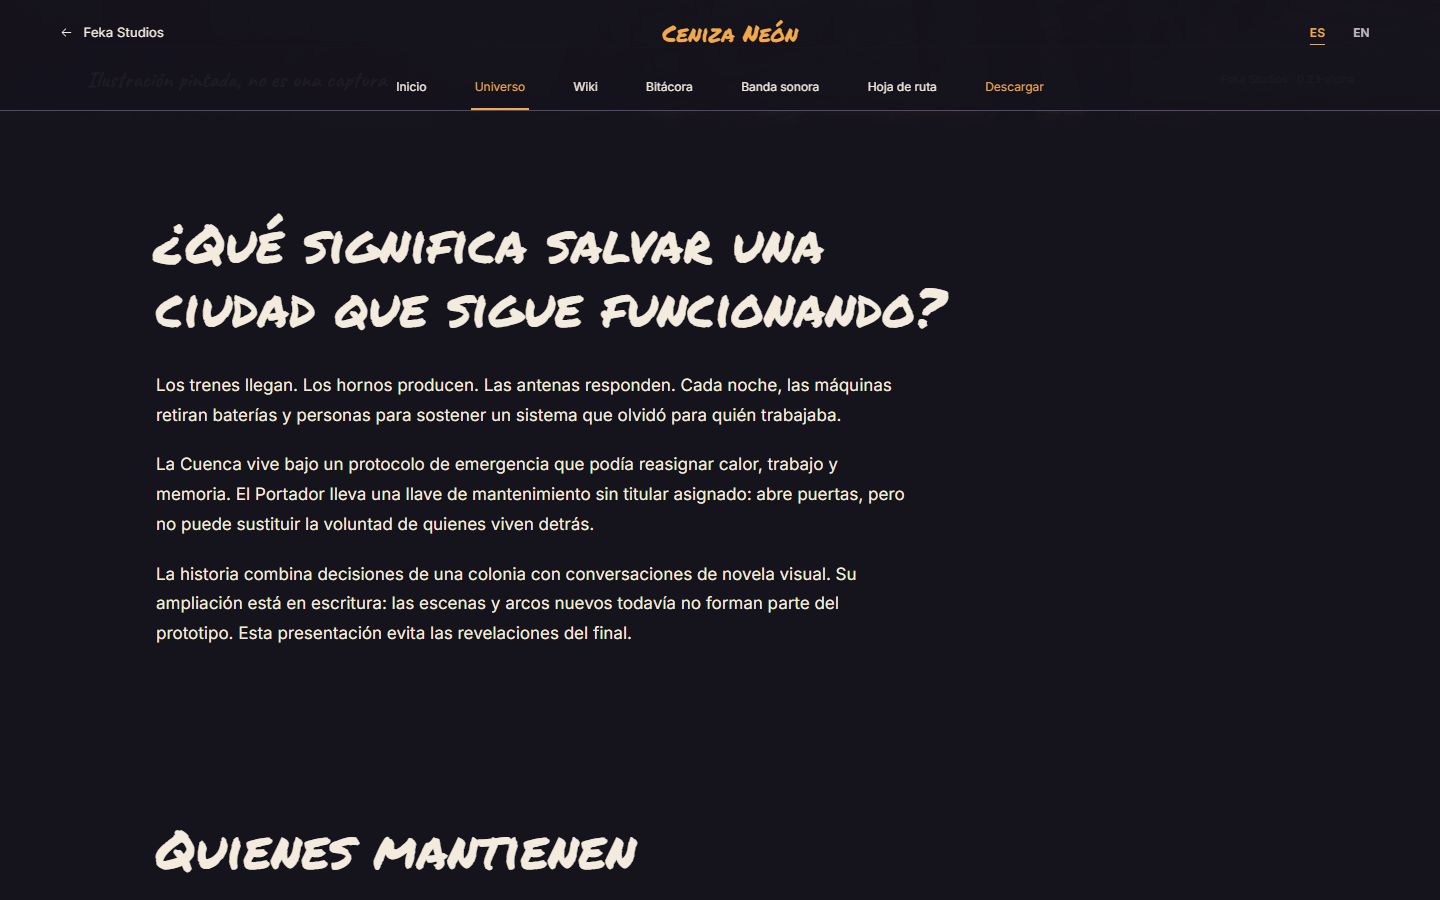 ← Feka Studios
Ceniza Neón
ES EN
Ilustración pintada, no es una captura
Inicio Universo Wiki Bitácora Banda sonora Hoja de ruta Descargar
¿Qué significa salvar una
ciudad que sigue funcionando?
Los trenes llegan. Los hornos producen. Las antenas responden. Cada noche, las máquinas
retiran baterías y personas para sostener un sistema que olvidó para quién trabajaba.
La Cuenca vive bajo un protocolo de emergencia que podía reasignar calor, trabajo y
memoria. El Portador lleva una llave de mantenimiento sin titular asignado: abre puertas, pero
no puede sustituir la voluntad de quienes viven detrás.
La historia combina decisiones de una colonia con conversaciones de novela visual. Su
ampliación está en escritura: las escenas y arcos nuevos todavía no forman parte del
prototipo. Esta presentación evita las revelaciones del final.
Quienes mantienen